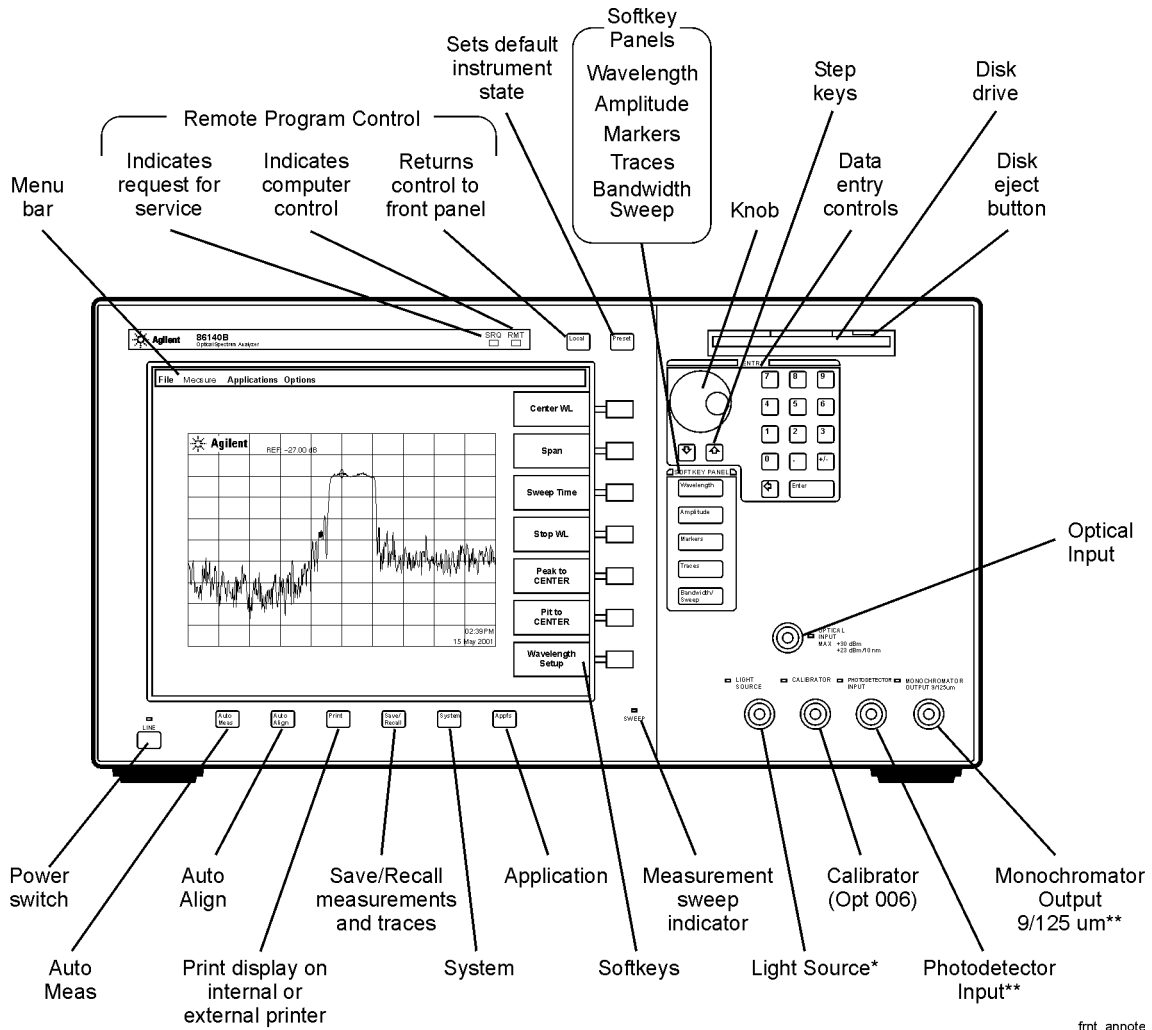 Softkey
Panels
Wavelength
Amplitude
Markers
Traces
Bandwidth
Sweep
Sets default
instrument
state
Step
keys
Disk
drive
Remote Program Control
Menu
bar
Indicates
request for
service
Indicates
computer
control
Returns
control to
front panel
Knob
Data
entry
controls
Disk
eject
button
Agilent
86140B
Optical Spectrum Analyzer
SRQ RMT
Local
Preset
File Measure Applications Options
Agilent
REF: -27.00 dB
02:39PM
15 May 2001
Center WL
Span
Sweep Time
Stop WL
Peak to
CENTER
Pit to
CENTER
Wavelength
Setup
ENTRY
7 8 9
4 5 6
1 2 3
0 . +/-
Enter
SOFTKEY PANEL
Wavelength
Amplitude
Markers
Traces
Bandwidth/
Sweep
Optical
Input
OPTICAL
INPUT
MAX +30 dBm
+23 dBm/10 nm
LIGHT
SOURCE
CALIBRATOR
PHOTODETECTOR
INPUT
MONOCHROMATOR
OUTPUT 9/125um
LINE
Auto
Meas
Auto
Align
Print
Save/
Recall
System
Appls
SWEEP
Power
switch
Auto
Align
Save/Recall
measurements
and traces
Application
Measurement
sweep
indicator
Calibrator
(Opt 006)
Monochromator
Output
9/125 um**
Auto
Meas
Print display on
internal or
external printer
System
Softkeys
Light Source*
Photodetector
Input**
frnt_annote